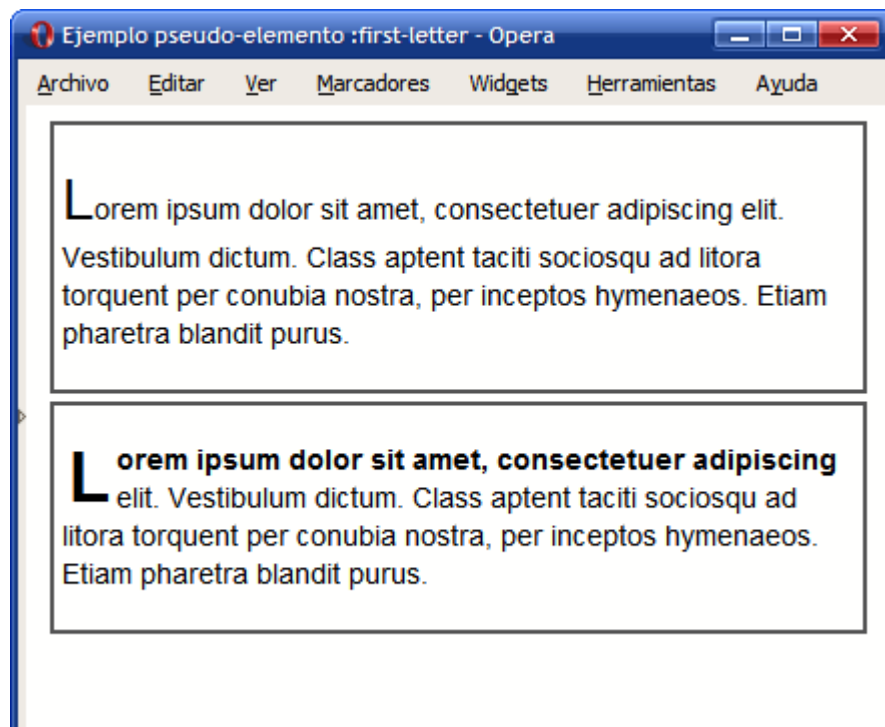 Ejemplo pseudo-elemento :first-letter - Opera
Archivo Editar Ver Marcadores Widgets Herramientas Ayuda
Lorem ipsum dolor sit amet, consectetuer adipiscing elit.
Vestibulum dictum. Class aptent taciti sociosqu ad litora
torquent per conubia nostra, per inceptos hymenaeos. Etiam
pharetra blandit purus.
Lorem ipsum dolor sit amet, consectetuer adipiscing
elit. Vestibulum dictum. Class aptent taciti sociosqu ad
litora torquent per conubia nostra, per inceptos hymenaeos.
Etiam pharetra blandit purus.